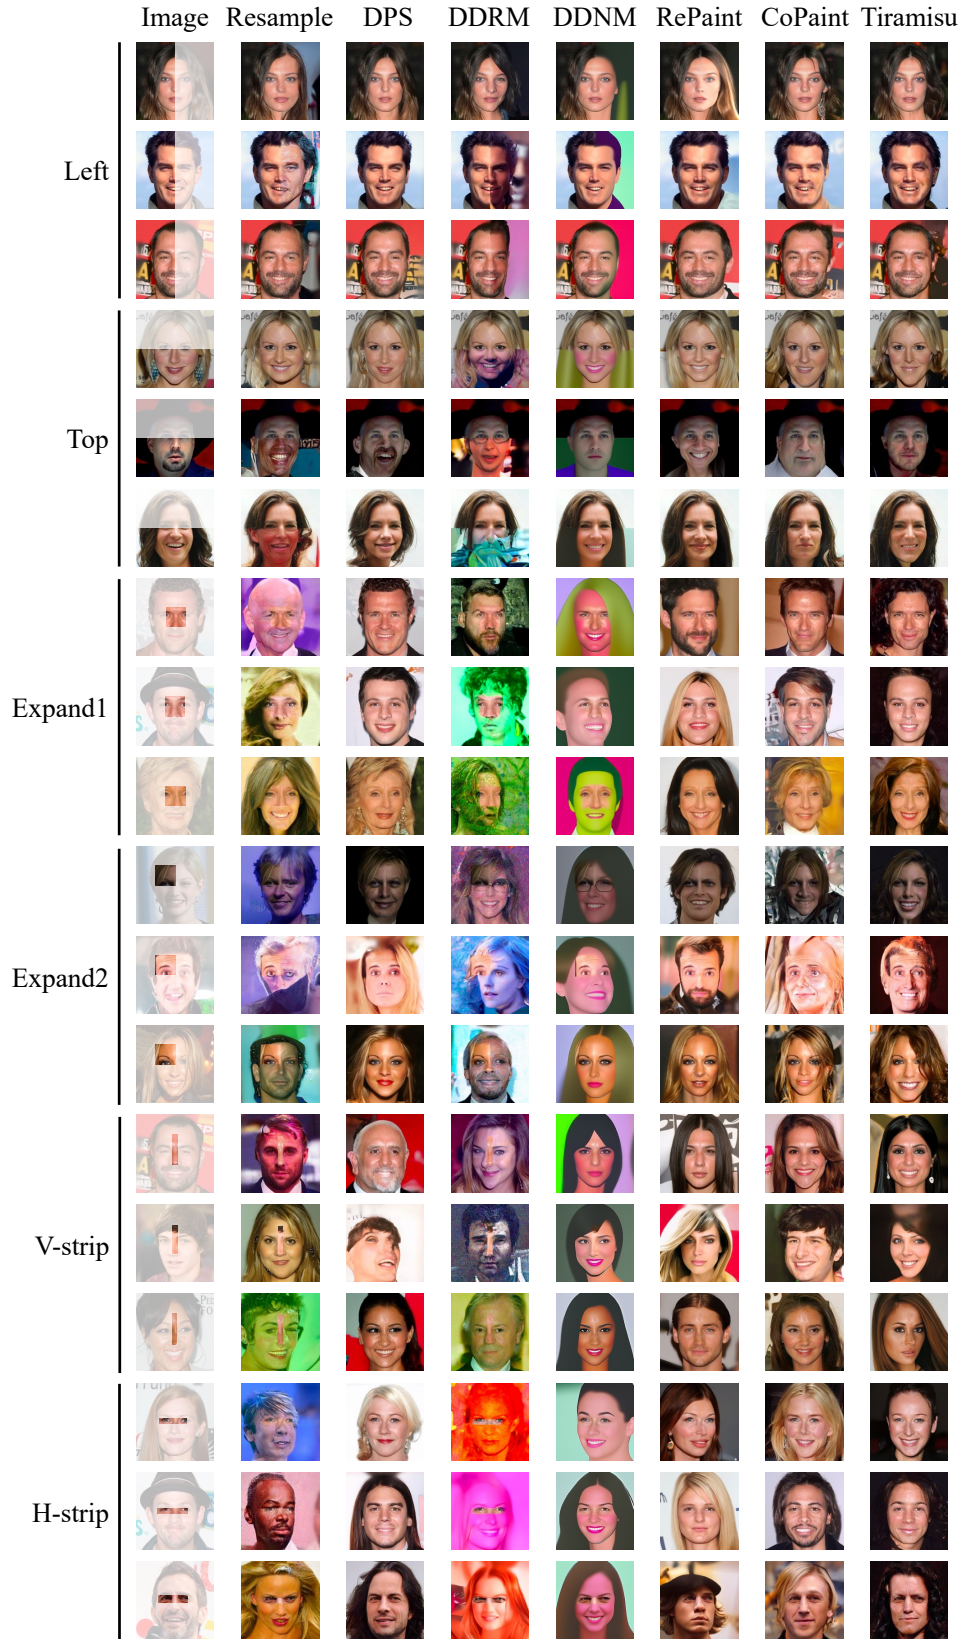 Image Resample DPS DDRM DDNM RePaint CoPaint Tiramisu
Left
Top
Expand1
Expand2
V-strip
H-strip